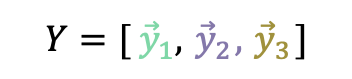 Y = [ y⃗₁, y⃗₂, y⃗₃ ]